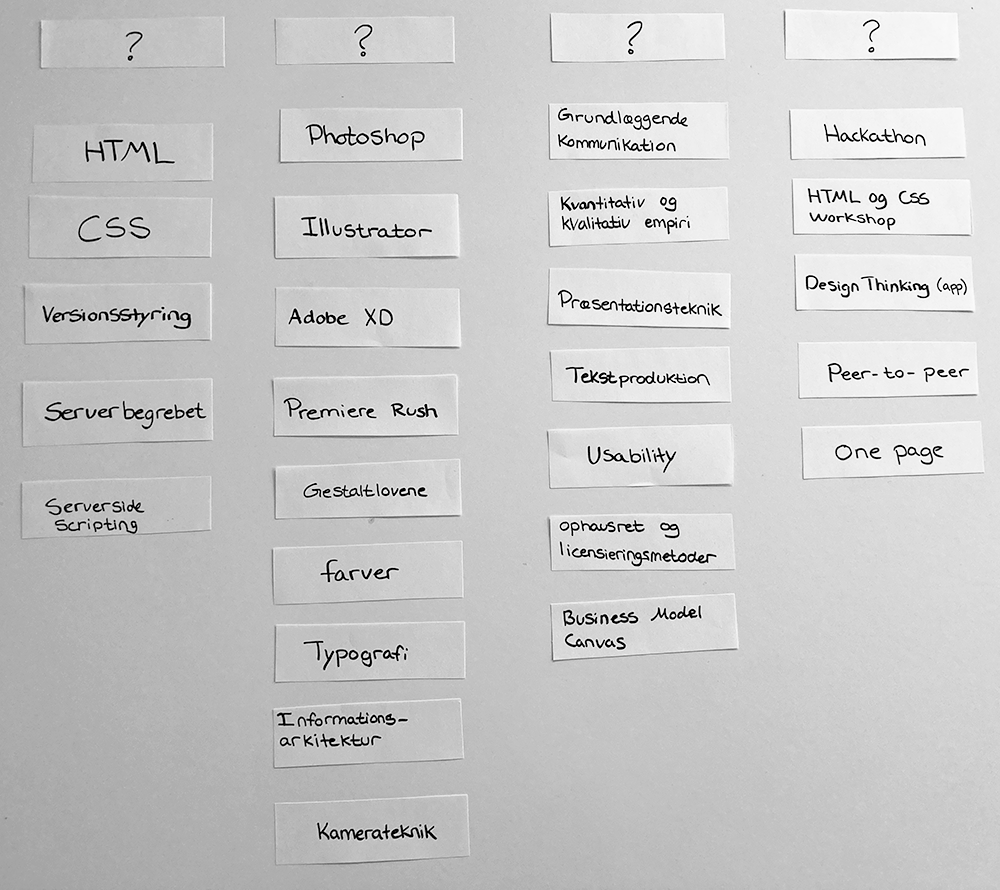 ?
HTML
CSS
Versionsstyring
Serverbegrebet
Serverside
Scripting
?
Photoshop
Illustrator
Adobe XD
Premiere Rush
Gestaltlovene
farver
Typografi
Informations-
arkitektur
Kamerateknik
?
Grundlæggende
Kommunikation
Kvantitativ og
kvalitativ empiri
Præsentationsteknik
Tekstproduktion
Usability
ophausret og
licensieringsmetoder
Business Model
Canvas
?
Hackathon
HTML og CSS
Workshop
Design Thinking (app)
Peer-to-peer
One page